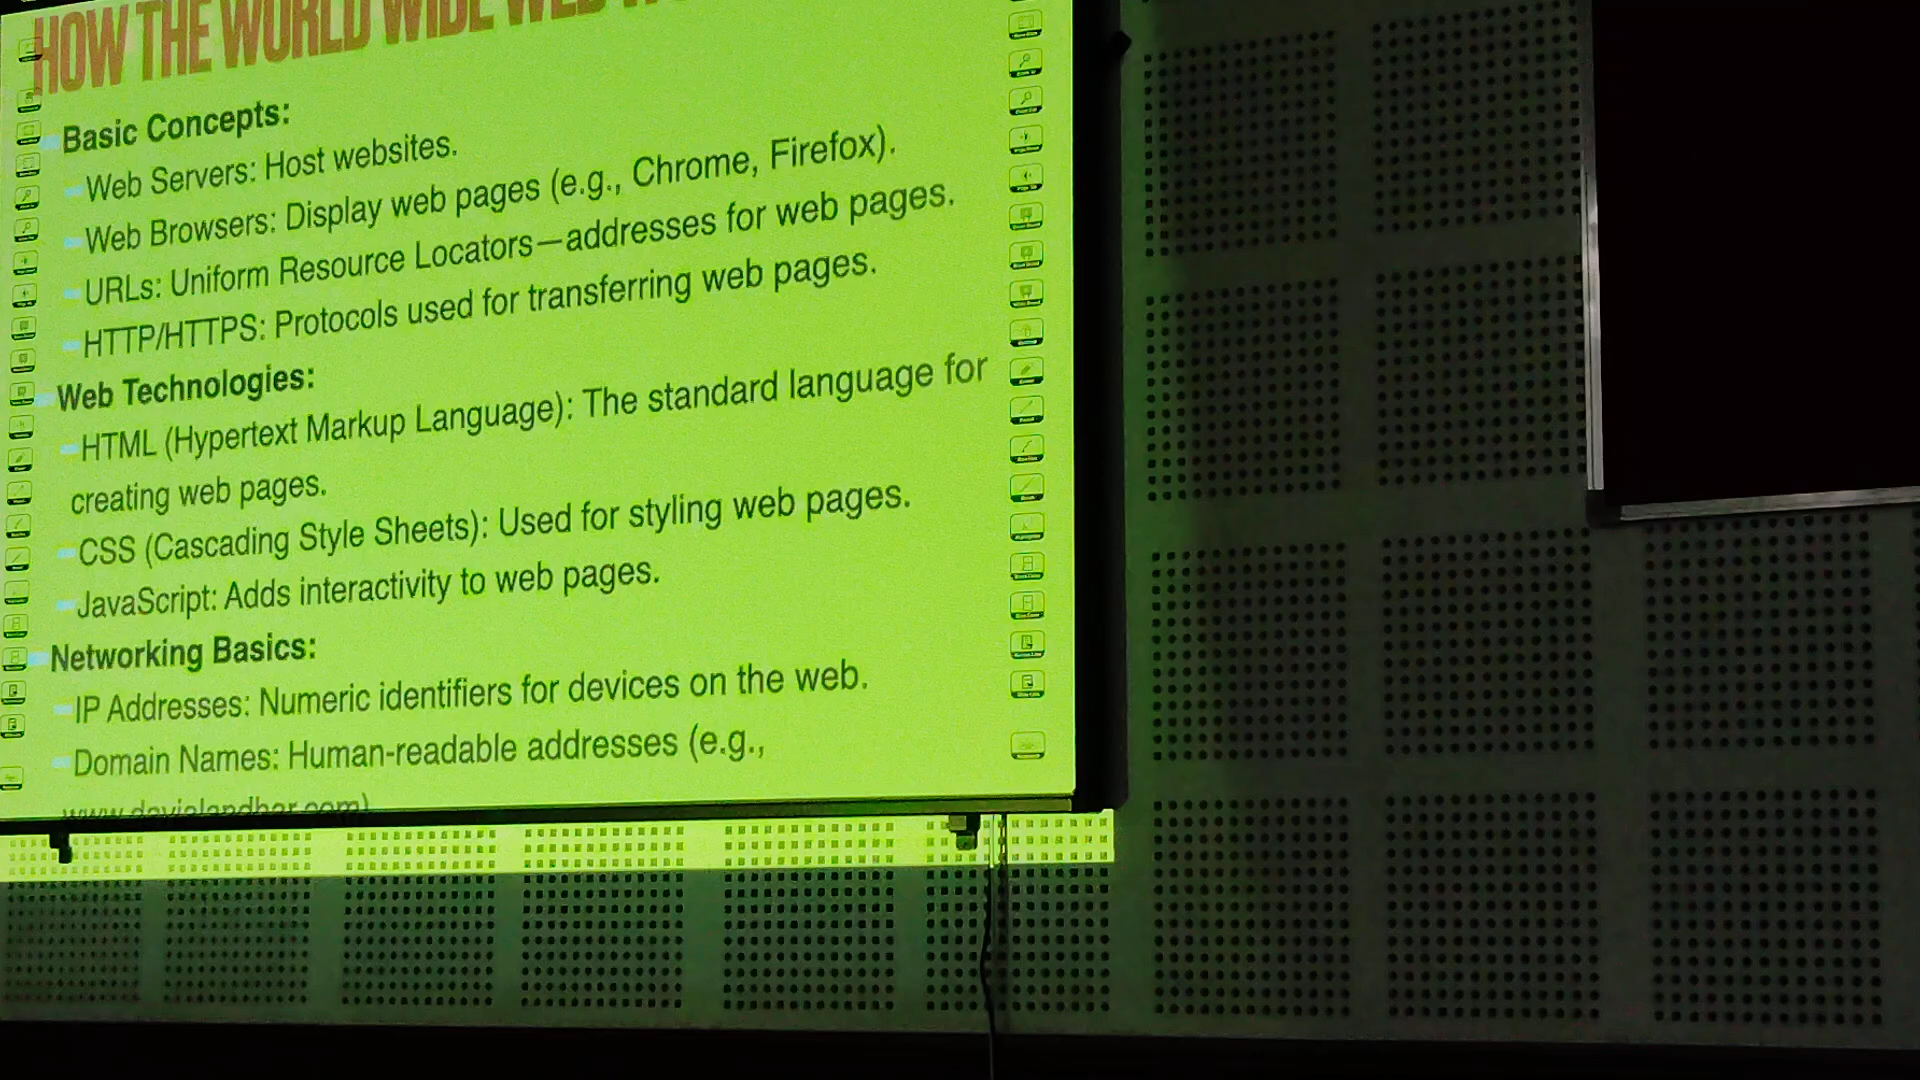 HOW THE WORLD WIDE WEB
Basic Concepts:
Web Servers: Host websites.
Web Browsers: Display web pages (e.g., Chrome, Firefox).
URLs: Uniform Resource Locators—addresses for web pages.
HTTP/HTTPS: Protocols used for transferring web pages.
Web Technologies:
HTML (Hypertext Markup Language): The standard language for
creating web pages.
CSS (Cascading Style Sheets): Used for styling web pages.
JavaScript: Adds interactivity to web pages.
Networking Basics:
IP Addresses: Numeric identifiers for devices on the web.
Domain Names: Human-readable addresses (e.g.,